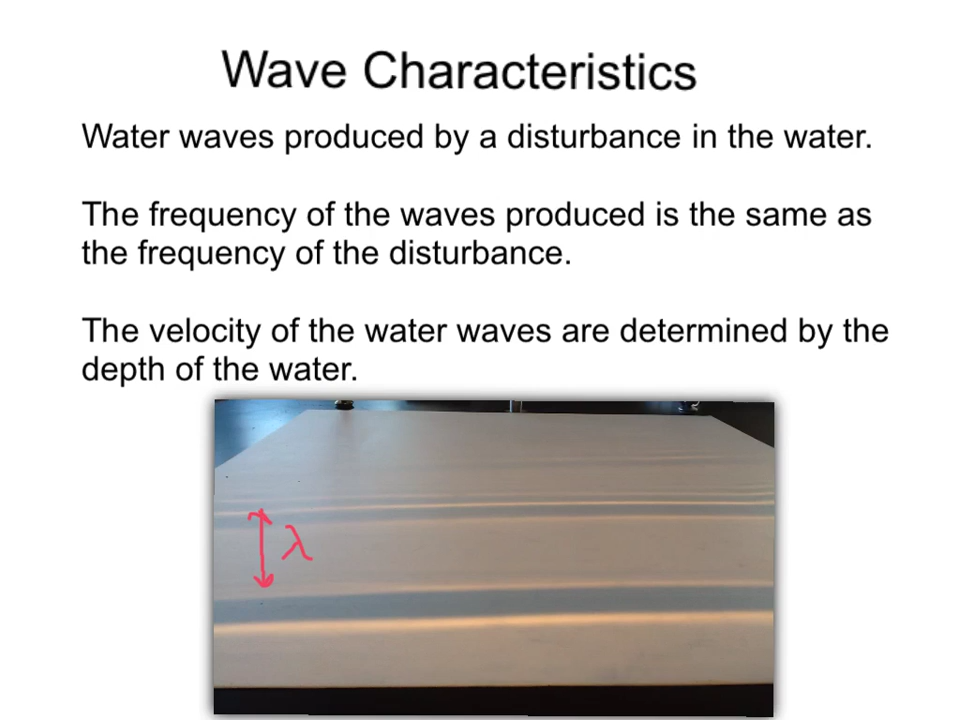 Wave Characteristics
Water waves produced by a disturbance in the water.
The frequency of the waves produced is the same as
the frequency of the disturbance.
The velocity of the water waves are determined by the
depth of the water.
λ